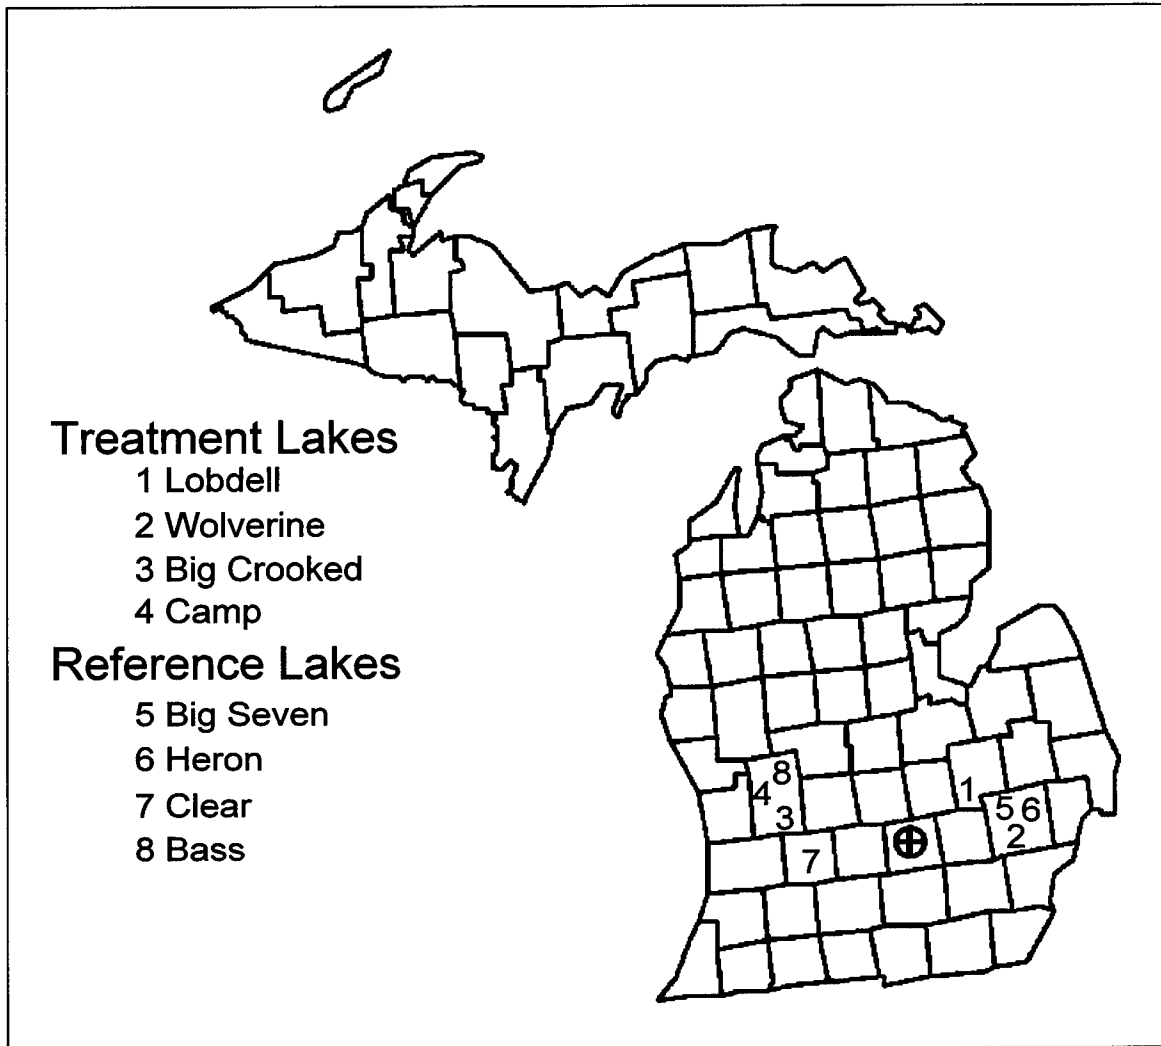 Treatment Lakes
1 Lobdell
2 Wolverine
3 Big Crooked
4 Camp
Reference Lakes
5 Big Seven
6 Heron
7 Clear
8 Bass
8
4
3
7
1
5 6
2